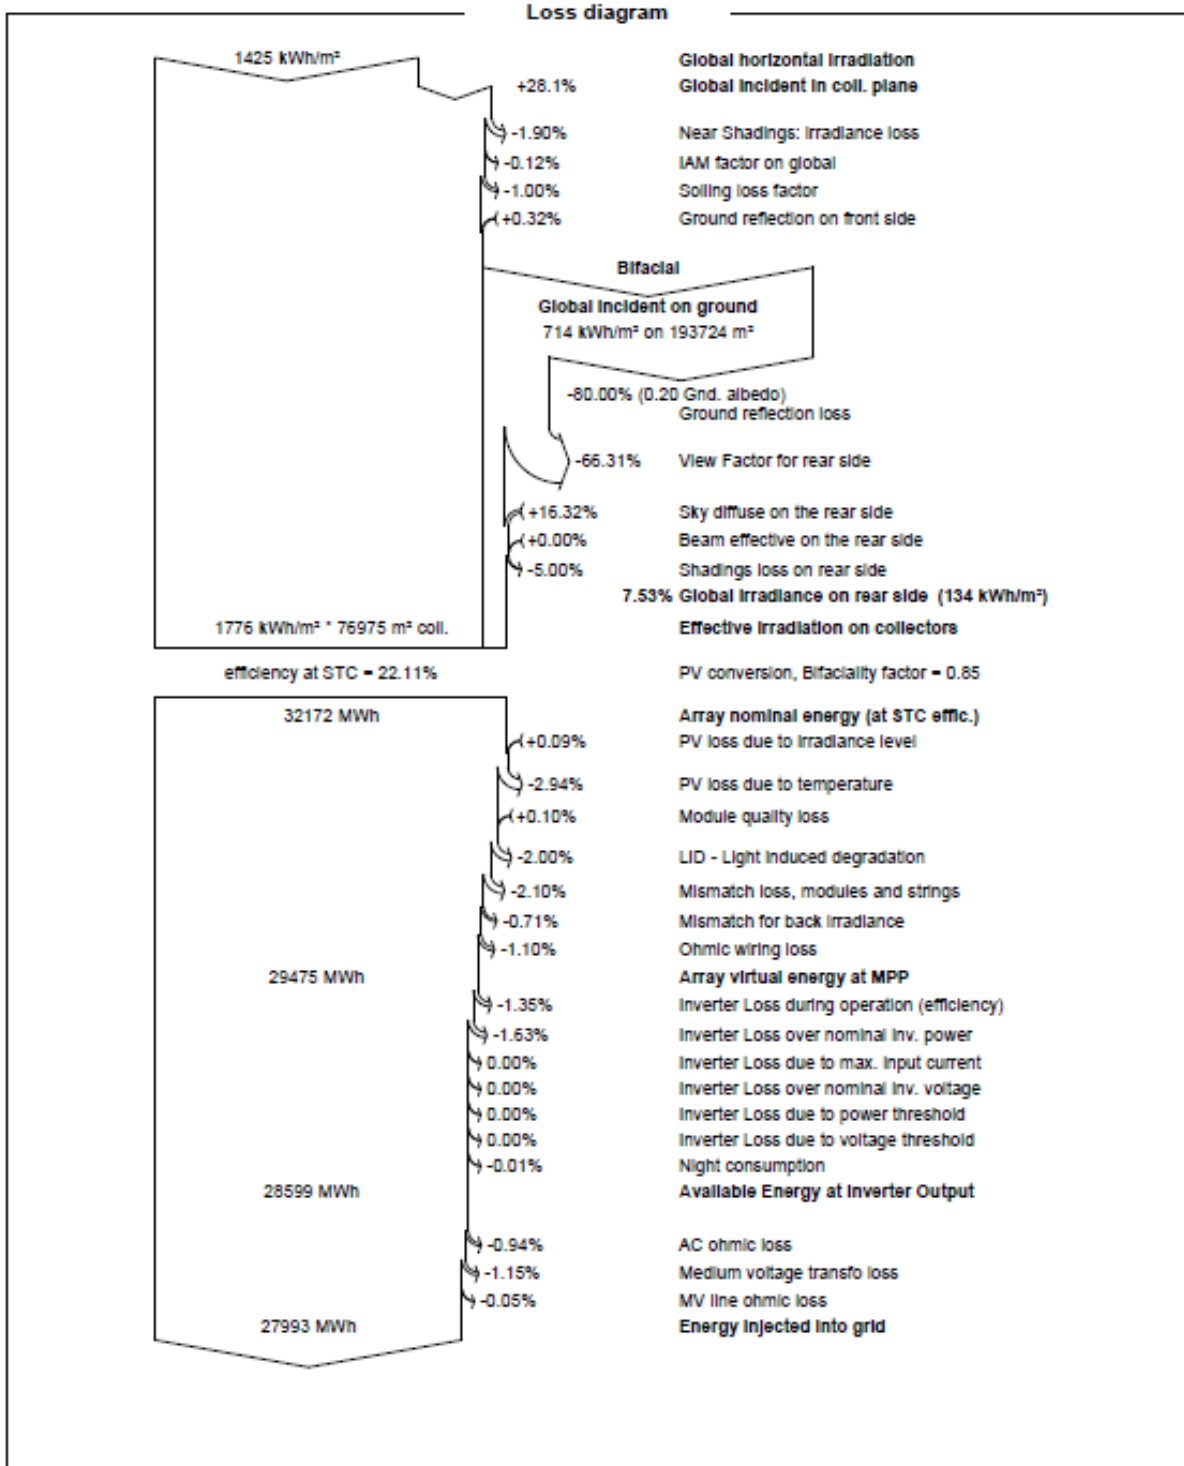 Loss diagram
1425 kWh/m² Global horizontal irradiation
+28.1% Global incident in coll. plane
-1.90% Near Shadings: irradiance loss
-0.12% IAM factor on global
-1.00% Soiling loss factor
+0.32% Ground reflection on front side
Bifacial
Global incident on ground
714 kWh/m² on 193724 m²
-80.00% (0.20 Gnd. albedo)
Ground reflection loss
-66.31% View Factor for rear side
+16.32% Sky diffuse on the rear side
+0.00% Beam effective on the rear side
-5.00% Shadings loss on rear side
7.53% Global Irradiance on rear side (134 kWh/m²)
1776 kWh/m² * 76975 m² coll. Effective irradiation on collectors
efficiency at STC = 22.11% PV conversion, Bifaciality factor = 0.85
32172 MWh Array nominal energy (at STC effic.)
+0.09% PV loss due to irradiance level
-2.94% PV loss due to temperature
+0.10% Module quality loss
-2.00% LID - Light induced degradation
-2.10% Mismatch loss, modules and strings
-0.71% Mismatch for back irradiance
-1.10% Ohmic wiring loss
29475 MWh Array virtual energy at MPP
-1.35% Inverter Loss during operation (efficiency)
-1.63% Inverter Loss over nominal inv. power
0.00% Inverter Loss due to max. input current
0.00% Inverter Loss over nominal inv. voltage
0.00% Inverter Loss due to power threshold
0.00% Inverter Loss due to voltage threshold
-0.01% Night consumption
28599 MWh Available Energy at Inverter Output
-0.94% AC ohmic loss
-1.15% Medium voltage transfo loss
-0.05% MV line ohmic loss
27993 MWh Energy injected into grid